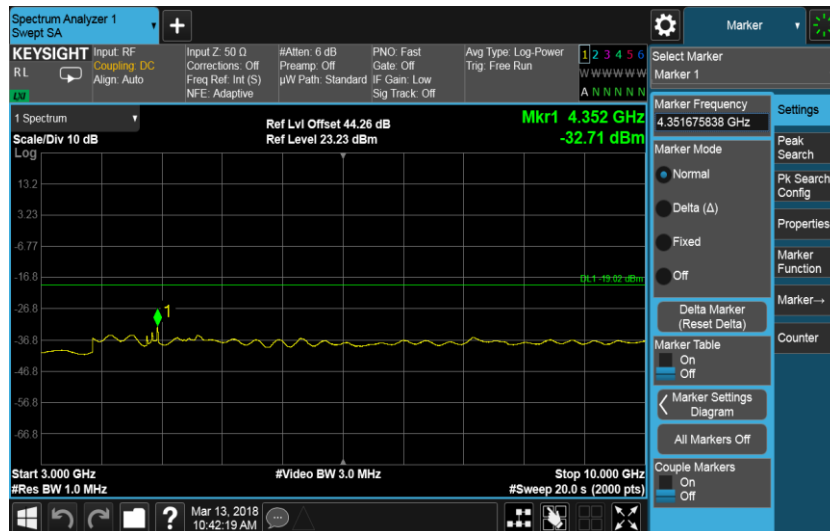 Spectrum Analyzer 1
Swept SA
+
Marker
KEYSIGHT
RL
LXI
Input: RF
Coupling: DC
Align: Auto
Input Z: 50 Ω
Corrections: Off
Freq Ref: Int (S)
NFE: Adaptive
#Atten: 6 dB
Preamp: Off
µW Path: Standard
PNO: Fast
Gate: Off
IF Gain: Low
Sig Track: Off
Avg Type: Log-Power
Trig: Free Run
1 2 3 4 5 6
W W W W W W
A N N N N N
Select Marker
Marker 1
1 Spectrum
Scale/Div 10 dB
Log
Ref Lvl Offset 44.26 dB
Ref Level 23.23 dBm
Mkr1 4.352 GHz
-32.71 dBm
13.2
3.23
-6.77
-16.8
-26.8
-36.8
-46.8
-56.8
-66.8
DL1 -19.02 dBm
1
Start 3.000 GHz
#Res BW 1.0 MHz
#Video BW 3.0 MHz
Stop 10.000 GHz
#Sweep 20.0 s (2000 pts)
Marker Frequency
4.351675838 GHz
Marker Mode
Normal
Delta (Δ)
Fixed
Off
Delta Marker
(Reset Delta)
Marker Table
On
Off
Marker Settings
Diagram
All Markers Off
Couple Markers
On
Off
Settings
Peak
Search
Pk Search
Config
Properties
Marker
Function
Marker→
Counter
?
Mar 13, 2018
10:42:19 AM